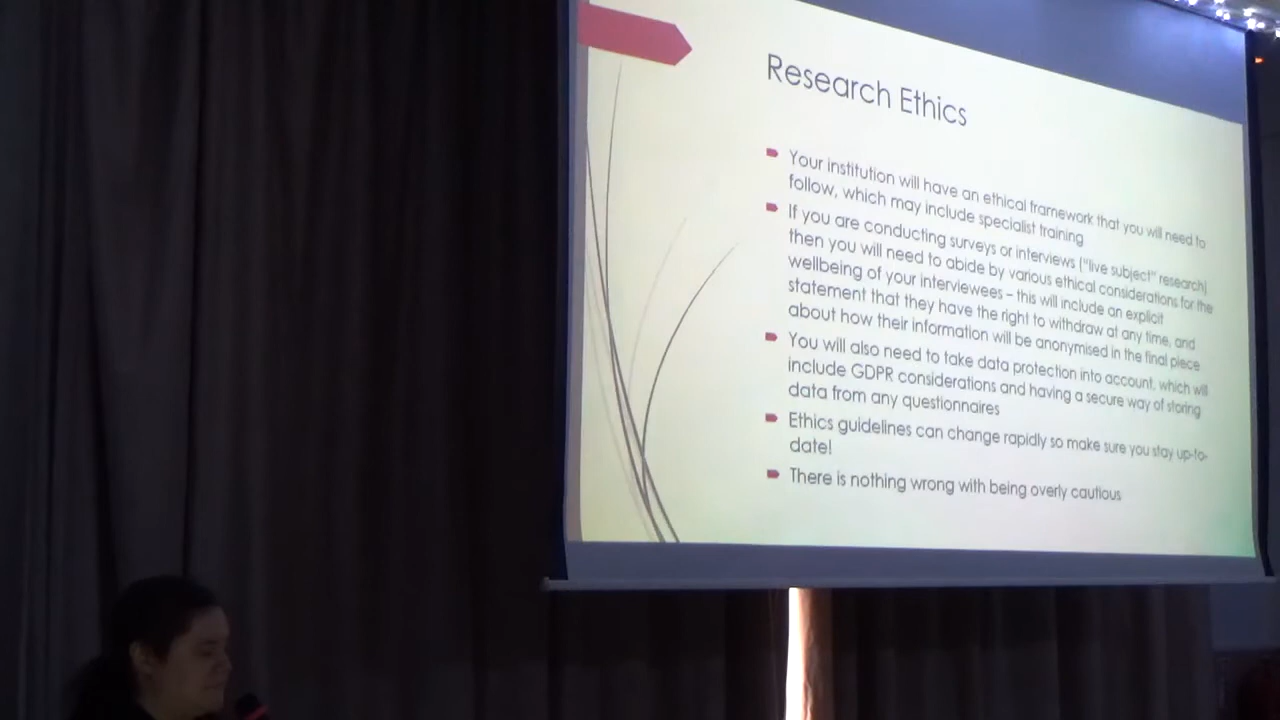 Research Ethics
Your institution will have an ethical framework that you will need to
follow, which may include specialist training
If you are conducting surveys or interviews ("live subject" research)
then you will need to abide by various ethical considerations for the
wellbeing of your interviewees – this will include an explicit
statement that they have the right to withdraw at any time, and
about how their information will be anonymised in the final piece
You will also need to take data protection into account, which will
include GDPR considerations and having a secure way of storing
data from any questionnaires
Ethics guidelines can change rapidly so make sure you stay up-to-
date!
There is nothing wrong with being overly cautious